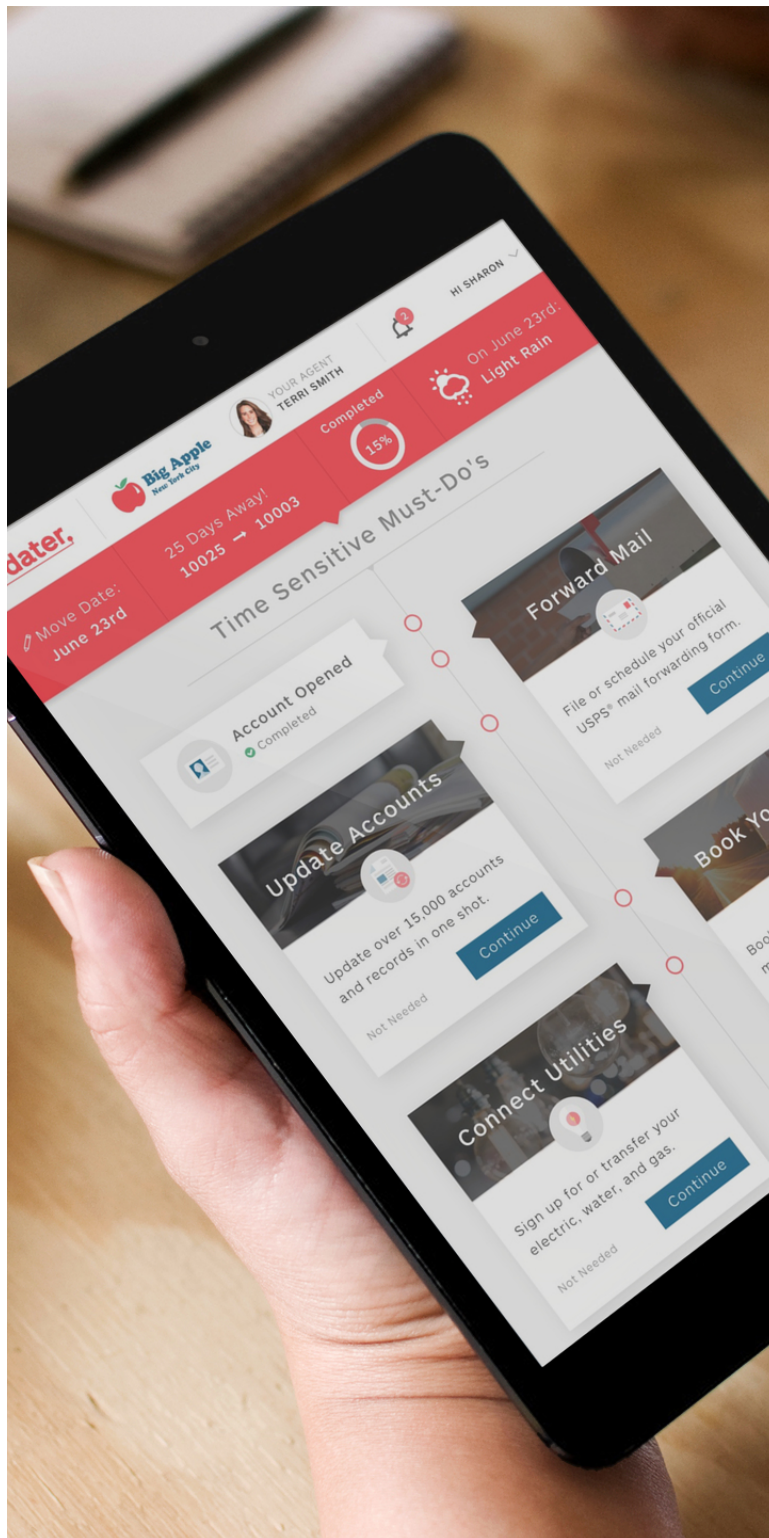 dater.
Big Apple
New York City
YOUR AGENT
TERRI SMITH
2
HI SHARON
Move Date:
June 23rd
25 Days Away!
10025 → 10003
Completed
15%
On June 23rd:
Light Rain
Time Sensitive Must-Do's
Account Opened
Completed
Forward Mail
File or schedule your official
USPS® mail forwarding form.
Not Needed
Continue
Update Accounts
Update over 15,000 accounts
and records in one shot.
Not Needed
Continue
Book Yo
Boo
m
Connect Utilities
Sign up for or transfer your
electric, water, and gas.
Not Needed
Continue